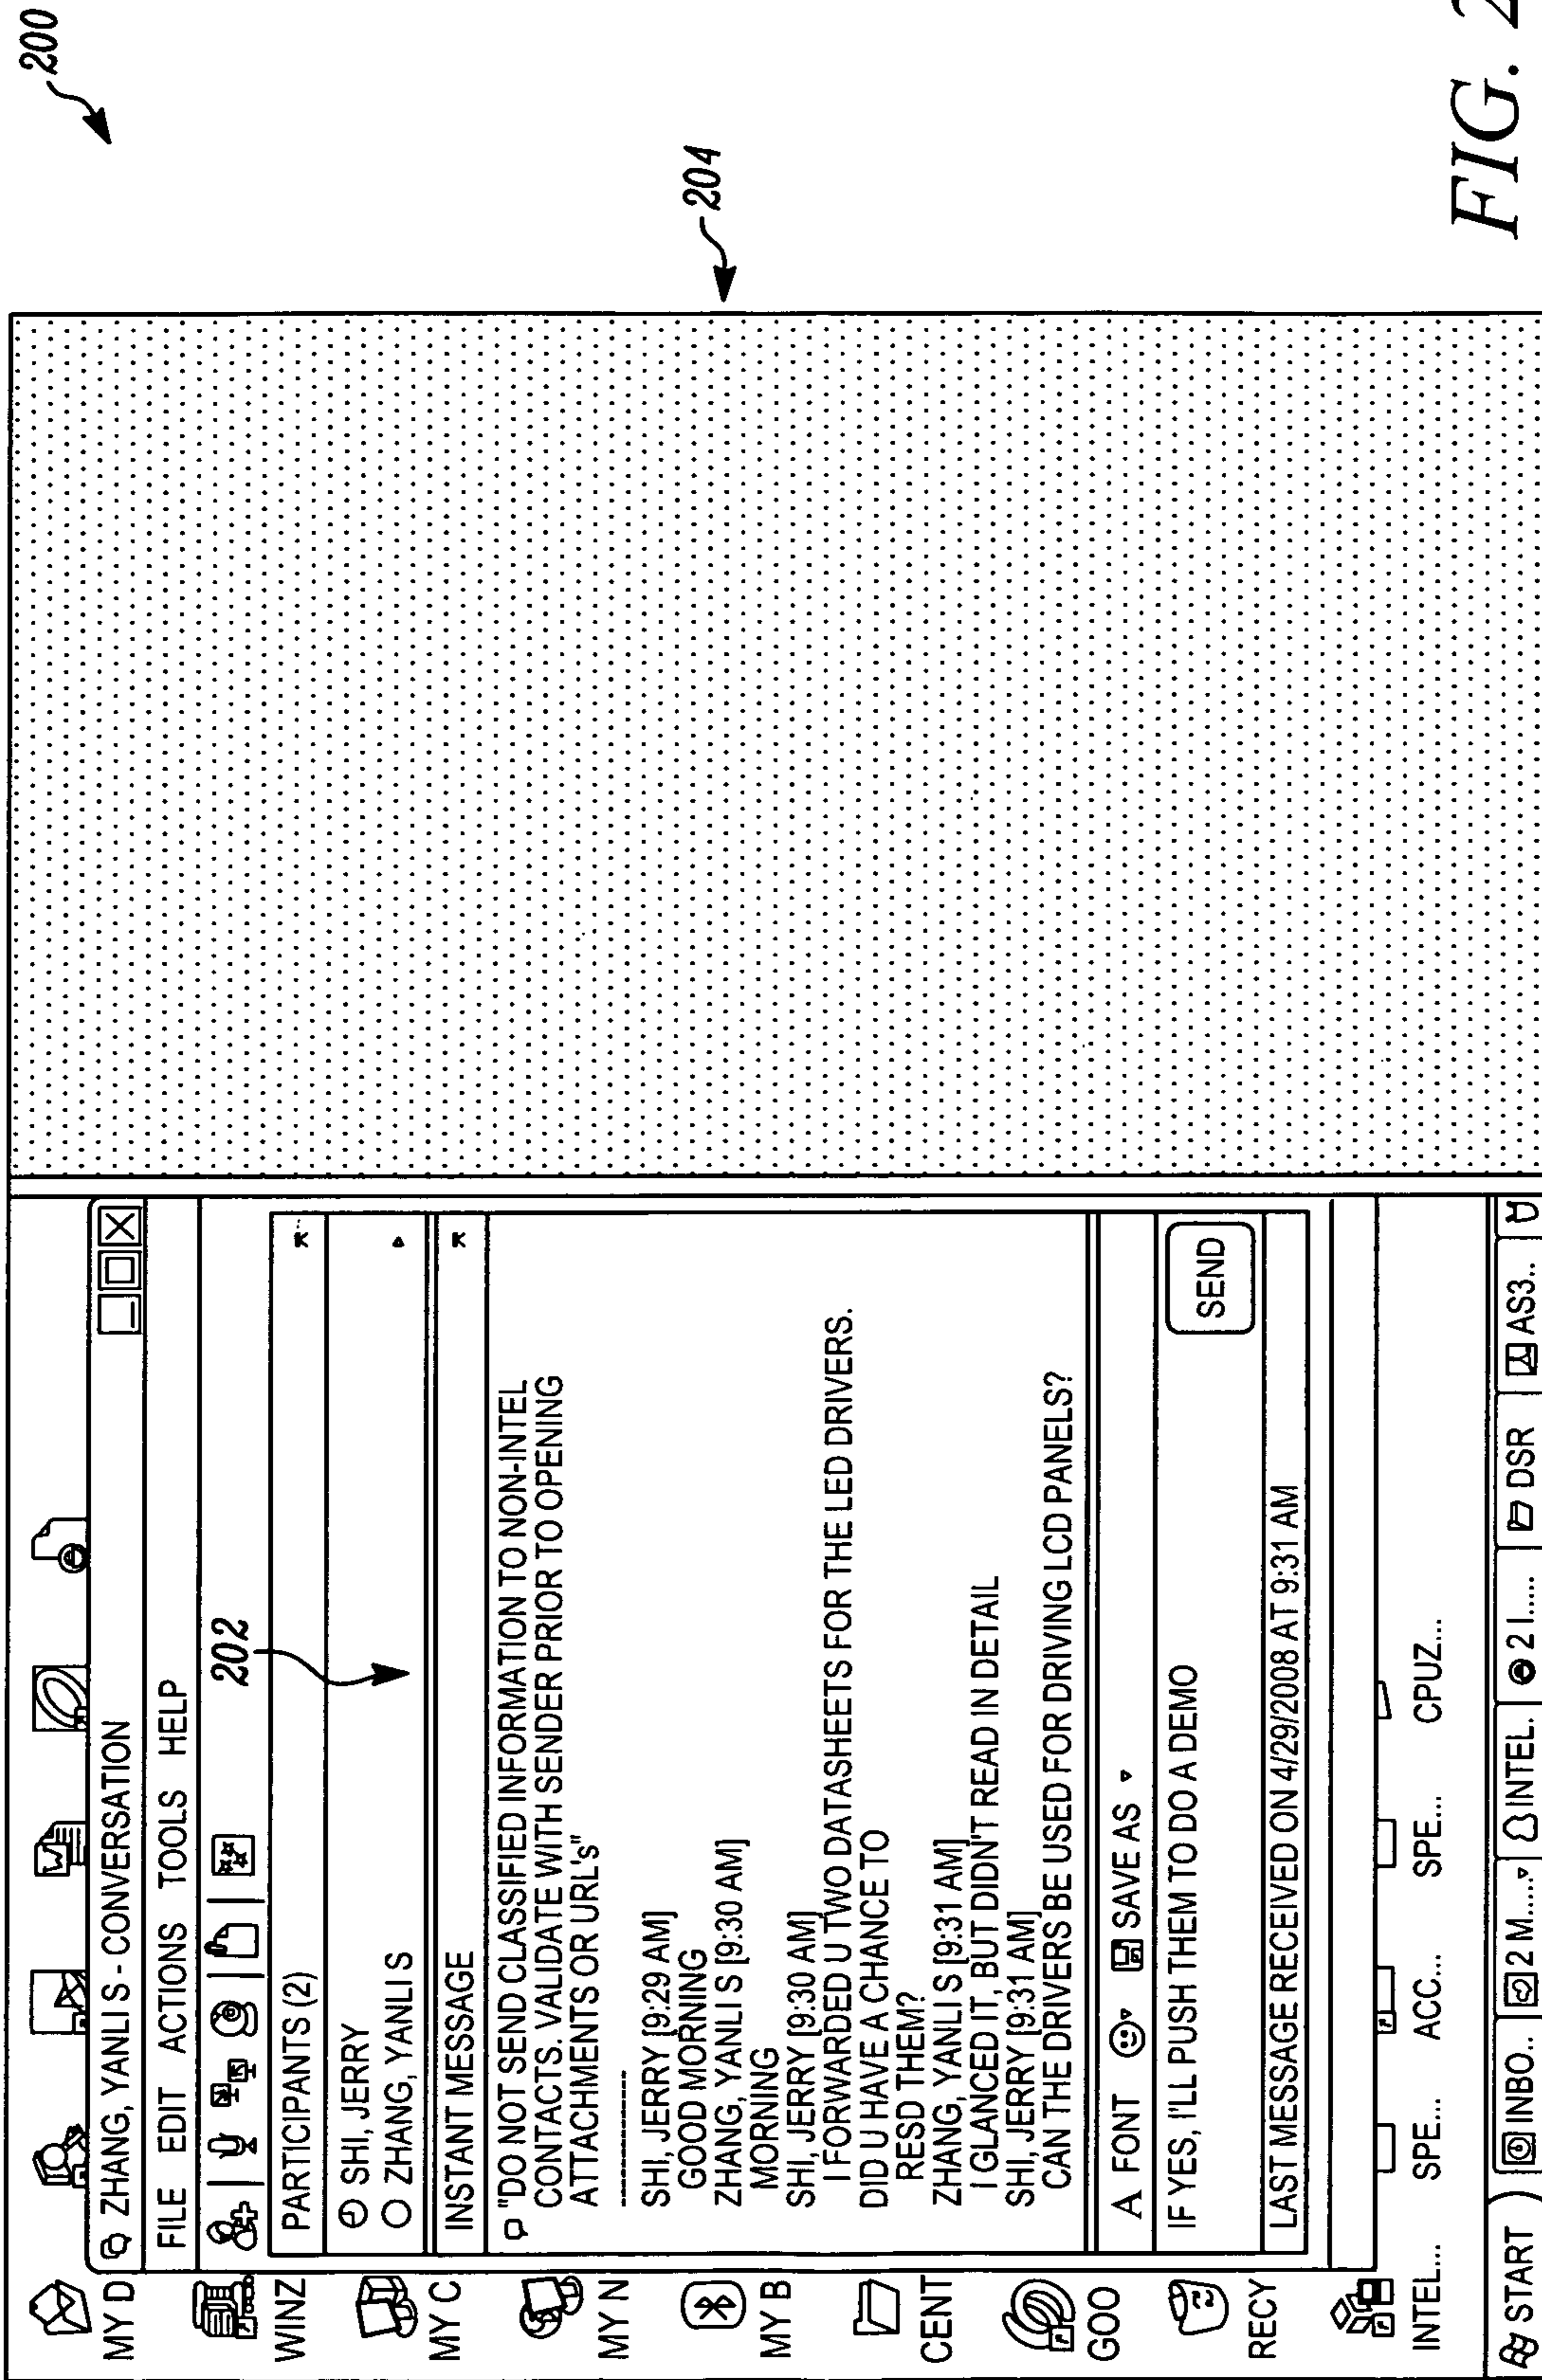 200
MY D
ZHANG, YANLI S - CONVERSATION
FILE EDIT ACTIONS TOOLS HELP
202
WINZ
PARTICIPANTS (2)
SHI, JERRY
ZHANG, YANLI S
MY C
INSTANT MESSAGE
"DO NOT SEND CLASSIFIED INFORMATION TO NON-INTEL
CONTACTS. VALIDATE WITH SENDER PRIOR TO OPENING
ATTACHMENTS OR URL's"
------------
MY N
SHI, JERRY [9:29 AM]
GOOD MORNING
ZHANG, YANLI S [9:30 AM]
MORNING
MY B
SHI, JERRY [9:30 AM]
I FORWARDED U TWO DATASHEETS FOR THE LED DRIVERS.
DID U HAVE A CHANCE TO
RESD THEM?
CENT
ZHANG, YANLI S [9:31 AM]
I GLANCED IT, BUT DIDN'T READ IN DETAIL
SHI, JERRY [9:31 AM]
CAN THE DRIVERS BE USED FOR DRIVING LCD PANELS?
GOO
A FONT SAVE AS
IF YES, I'LL PUSH THEM TO DO A DEMO
SEND
RECY
LAST MESSAGE RECEIVED ON 4/29/2008 AT 9:31 AM
INTEL... SPE... ACC... SPE... CPUZ...
START INBO.. 2 M..... INTEL. 2 I..... DSR AS3..
204
FIG. 2